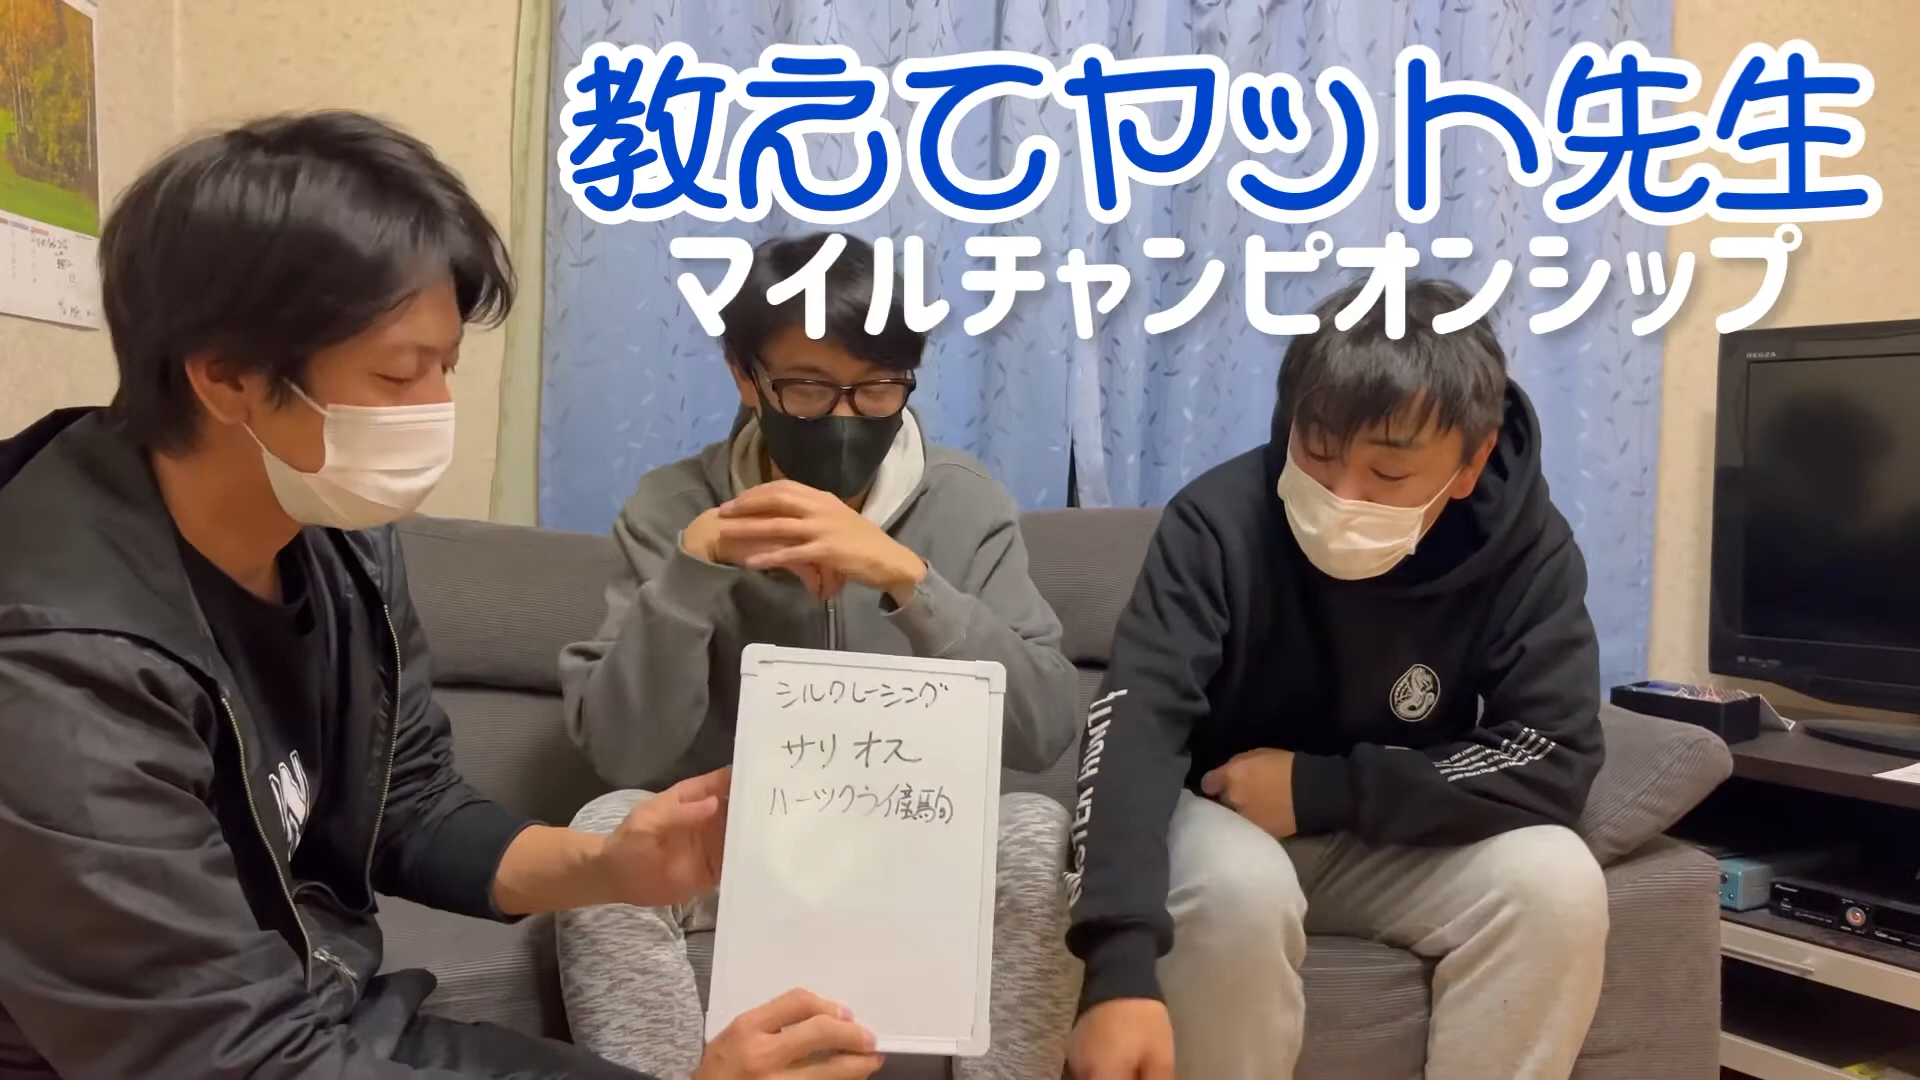 教えてヤット先生
マイルチャンピオンシップ
REGZA
シルクレーシング
サリオス
ハーツクライ産駒